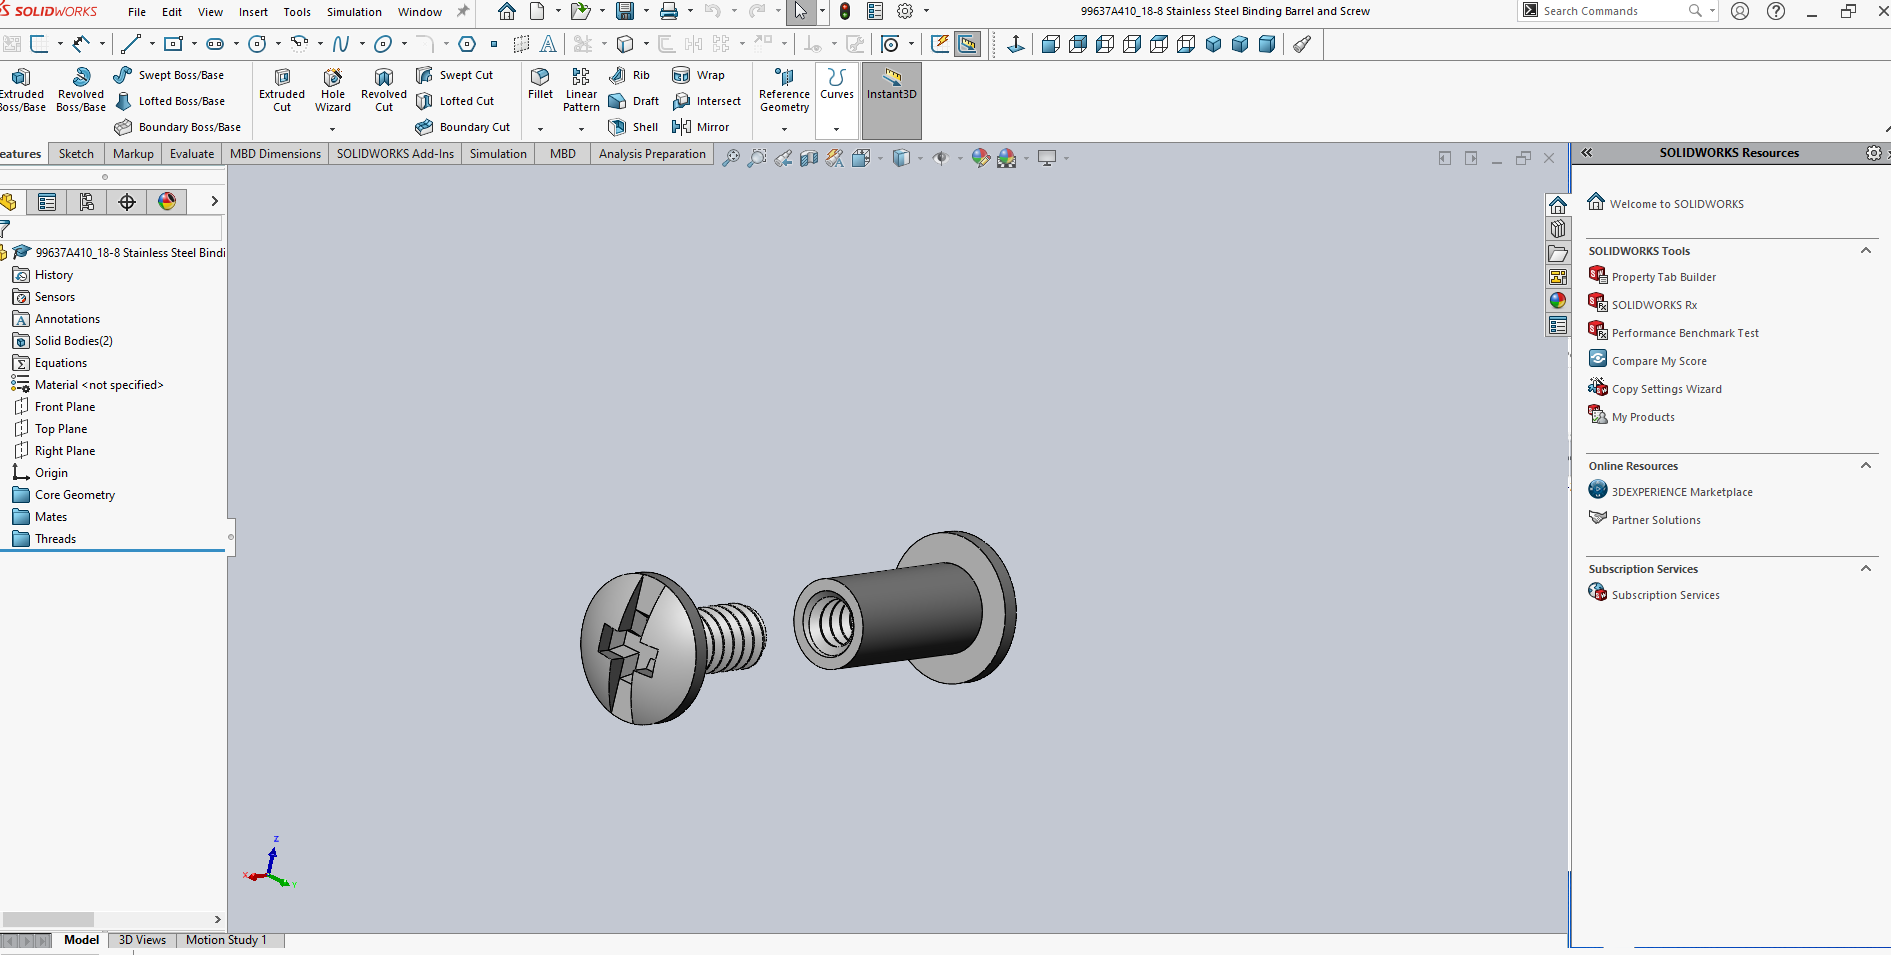 SOLIDWORKS File Edit View Insert Tools Simulation Window 99637A410_18-8 Stainless Steel Binding Barrel and Screw Search Commands
Extruded Boss/Base
Revolved Boss/Base
Swept Boss/Base
Lofted Boss/Base
Boundary Boss/Base
Extruded Cut
Hole Wizard
Revolved Cut
Swept Cut
Lofted Cut
Boundary Cut
Fillet
Linear Pattern
Rib
Draft
Shell
Wrap
Intersect
Mirror
Reference Geometry
Curves
Instant3D
eatures Sketch Markup Evaluate MBD Dimensions SOLIDWORKS Add-Ins Simulation MBD Analysis Preparation
99637A410_18-8 Stainless Steel Bindi
History
Sensors
Annotations
Solid Bodies(2)
Equations
Material <not specified>
Front Plane
Top Plane
Right Plane
Origin
Core Geometry
Mates
Threads
Z
X
Y
Model 3D Views Motion Study 1
SOLIDWORKS Resources
Welcome to SOLIDWORKS
SOLIDWORKS Tools
Property Tab Builder
SOLIDWORKS Rx
Performance Benchmark Test
Compare My Score
Copy Settings Wizard
My Products
Online Resources
3DEXPERIENCE Marketplace
Partner Solutions
Subscription Services
Subscription Services